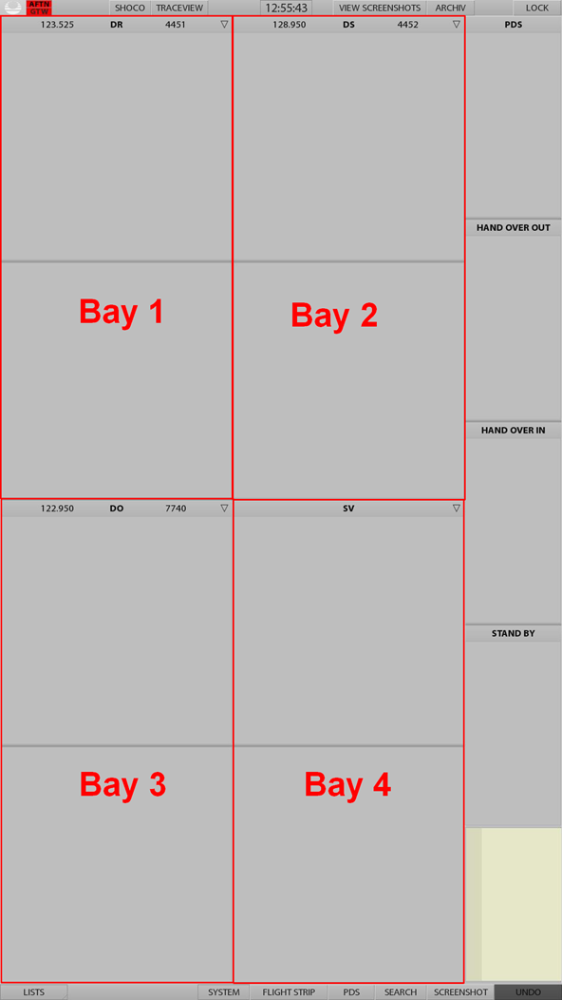 AFTN
GTW
SHOCO TRACEVIEW 12:55:43 VIEW SCREENSHOTS ARCHIV LOCK
123.525 DR 4451 ▽ 128.950 DS 4452 ▽ PDS
HAND OVER OUT
Bay 1 Bay 2
HAND OVER IN
122.950 DO 7740 ▽ SV ▽
STAND BY
Bay 3 Bay 4
LISTS SYSTEM FLIGHT STRIP PDS SEARCH SCREENSHOT UNDO